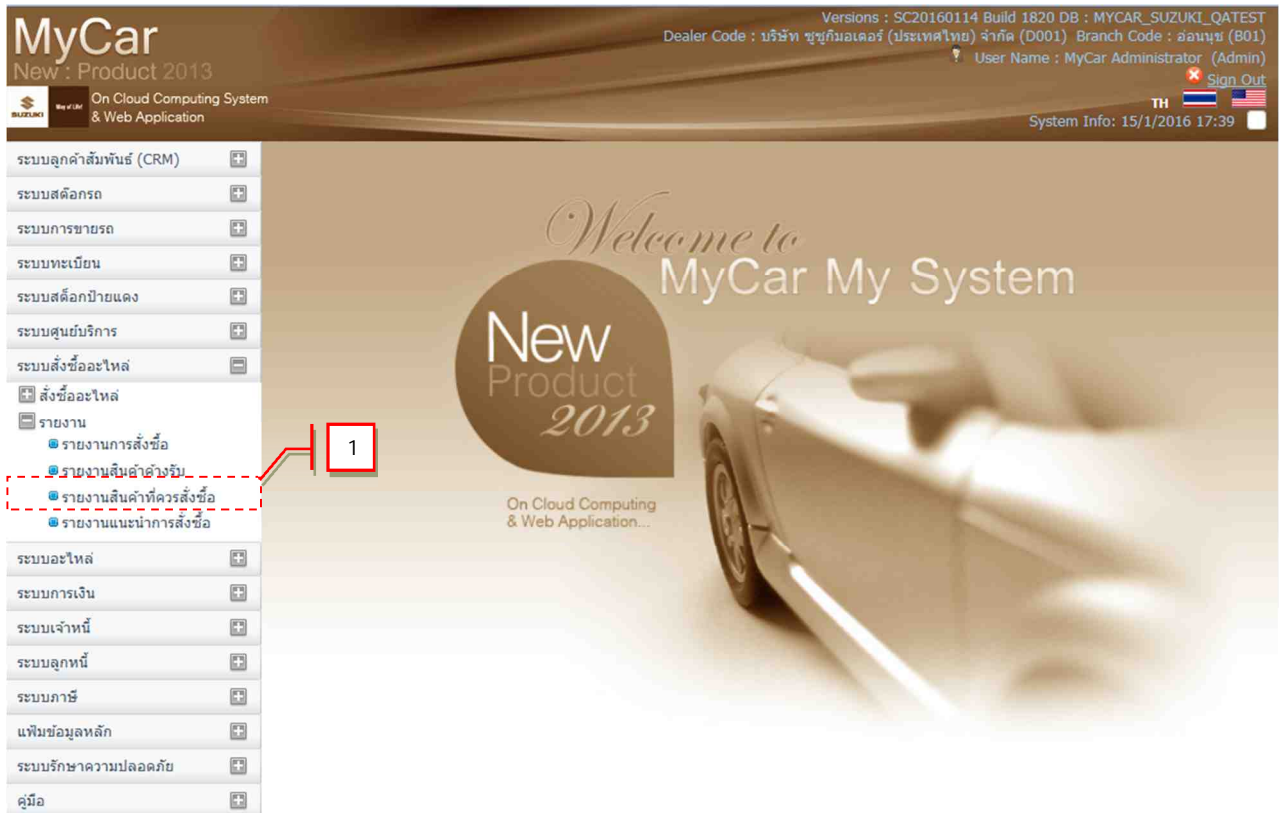 MyCar
New : Product 2013
SUZUKI
Way of Life!
On Cloud Computing System
& Web Application
Versions : SC20160114 Build 1820 DB : MYCAR_SUZUKI_QATEST
Dealer Code : บริษัท ซูซูกิมอเตอร์ (ประเทศไทย) จำกัด (D001) Branch Code : อ่อนนุช (B01)
User Name : MyCar Administrator (Admin)
Sign Out
TH
System Info: 15/1/2016 17:39
ระบบลูกค้าสัมพันธ์ (CRM)
ระบบสต๊อกรถ
ระบบการขายรถ
ระบบทะเบียน
ระบบสต็อกป้ายแดง
ระบบศูนย์บริการ
ระบบสั่งซื้ออะไหล่
สั่งซื้ออะไหล่
รายงาน
รายงานการสั่งซื้อ
รายงานสินค้าค้างรับ
รายงานสินค้าที่ควรสั่งซื้อ
รายงานแนะนำการสั่งซื้อ
ระบบอะไหล่
ระบบการเงิน
ระบบเจ้าหนี้
ระบบลูกหนี้
ระบบภาษี
แฟ้มข้อมูลหลัก
ระบบรักษาความปลอดภัย
คู่มือ
1
Welcome to
MyCar My System
New
Product
2013
On Cloud Computing
& Web Application...